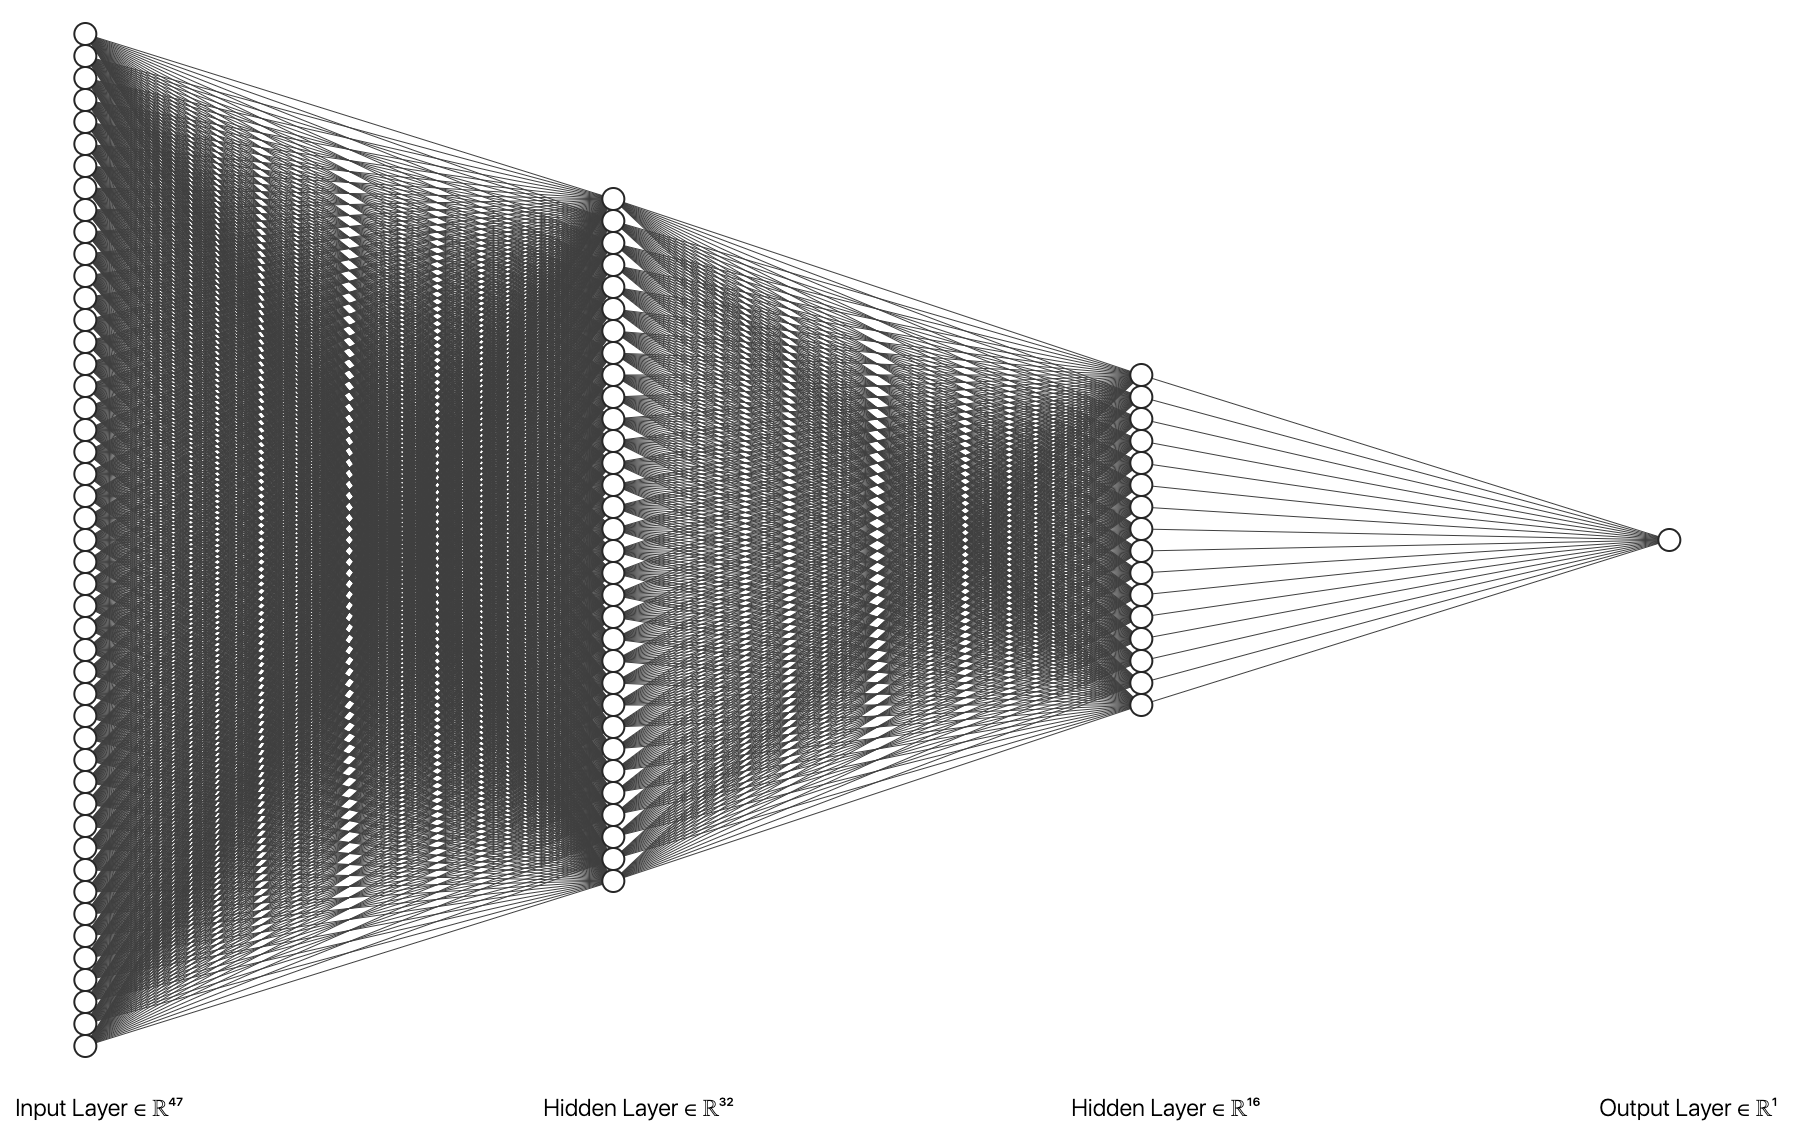 Input Layer ∈ ℝ⁴⁷
Hidden Layer ∈ ℝ³²
Hidden Layer ∈ ℝ¹⁶
Output Layer ∈ ℝ¹